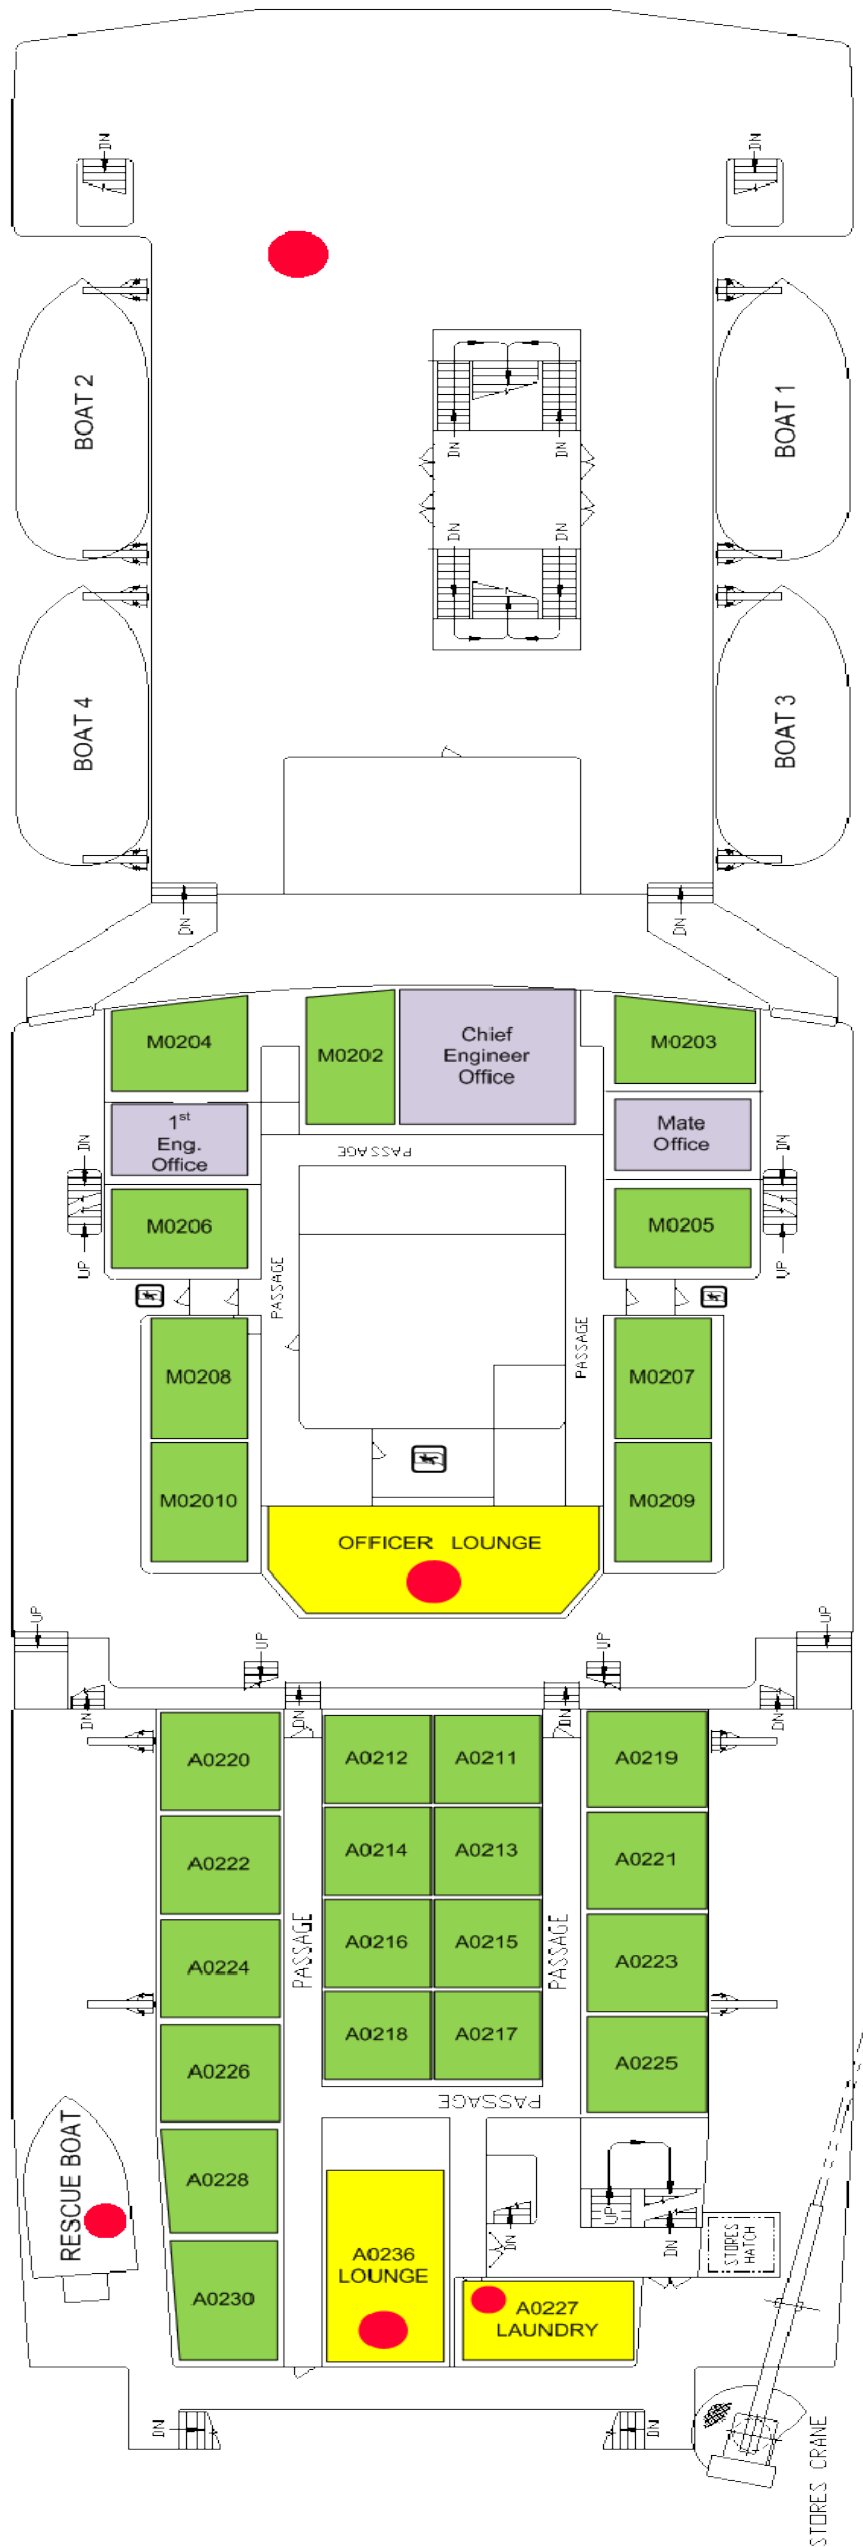 DN
DN
BOAT 2
BOAT 1
DN
DN
DN
DN
BOAT 4
BOAT 3
DN
DN
M0204
M0202
Chief
Engineer
Office
M0203
1st
Eng.
Office
Mate
Office
DN
DN
PASSAGE
M0206
M0205
UP
UP
PASSAGE
PASSAGE
M0208
M0207
M02010
M0209
OFFICER LOUNGE
UP
UP
UP
UP
DN
DN
DN
DN
A0220
A0212
A0211
A0219
A0222
A0214
A0213
A0221
PASSAGE
PASSAGE
A0224
A0216
A0215
A0223
A0226
A0218
A0217
A0225
PASSAGE
RESCUE BOAT
A0228
UP
DN
DN
STORES
HATCH
A0236
LOUNGE
A0230
A0227
LAUNDRY
DN
DN
STORES CRANE